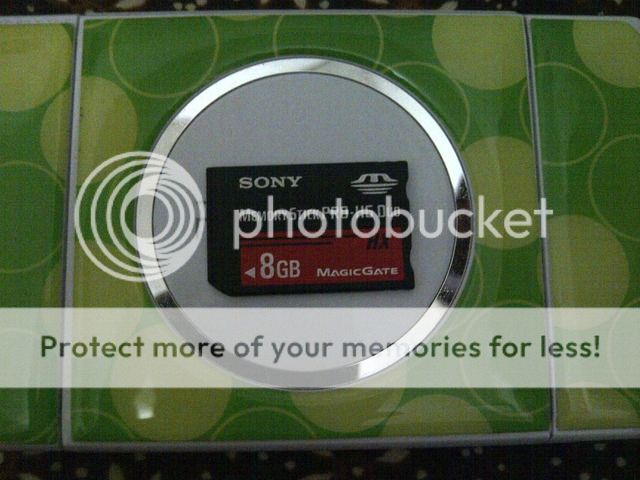 SONY
MEMORY STICK PRO-HG DUO
photobucket
HX
8GB MAGICGATE
Protect more of your memories for less!